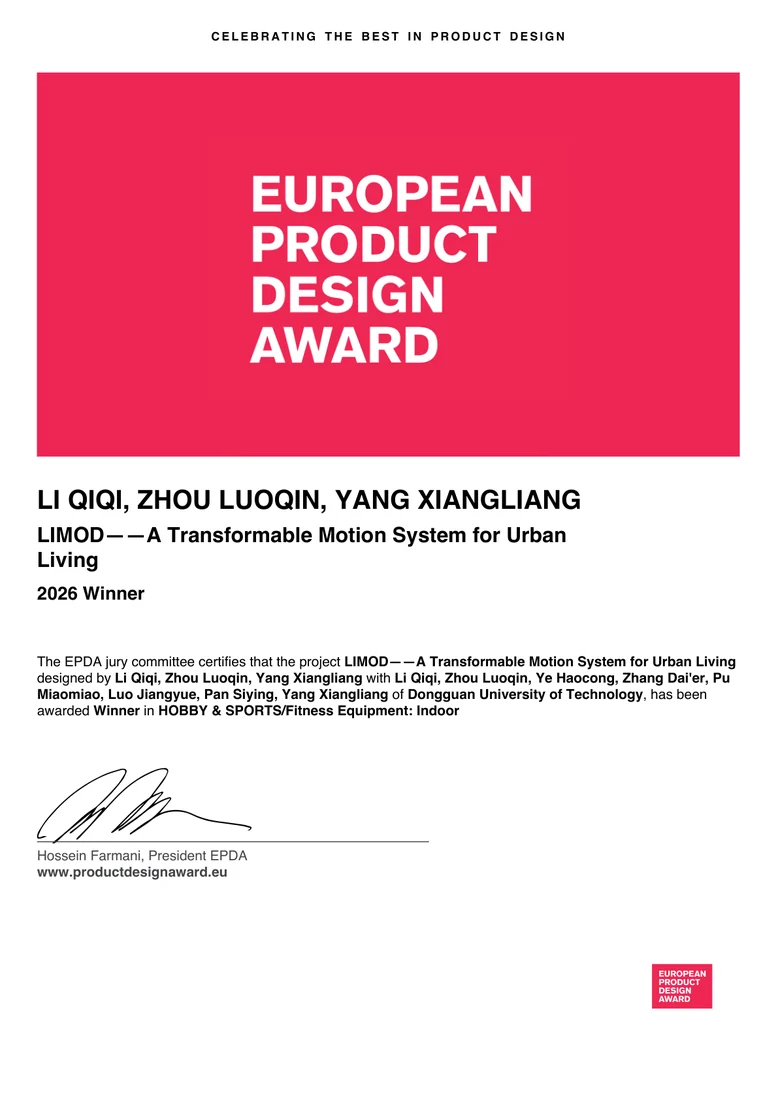 CELEBRATING THE BEST IN PRODUCT DESIGN
EUROPEAN
PRODUCT
DESIGN
AWARD
LI QIQI, ZHOU LUOQIN, YANG XIANGLIANG
LIMOD——A Transformable Motion System for Urban
Living
2026 Winner
The EPDA jury committee certifies that the project LIMOD——A Transformable Motion System for Urban Living
designed by Li Qiqi, Zhou Luoqin, Yang Xiangliang with Li Qiqi, Zhou Luoqin, Ye Haocong, Zhang Dai'er, Pu
Miaomiao, Luo Jiangyue, Pan Siying, Yang Xiangliang of Dongguan University of Technology, has been
awarded Winner in HOBBY & SPORTS/Fitness Equipment: Indoor
Hossein Farmani, President EPDA
www.productdesignaward.eu
EUROPEAN
PRODUCT
DESIGN
AWARD